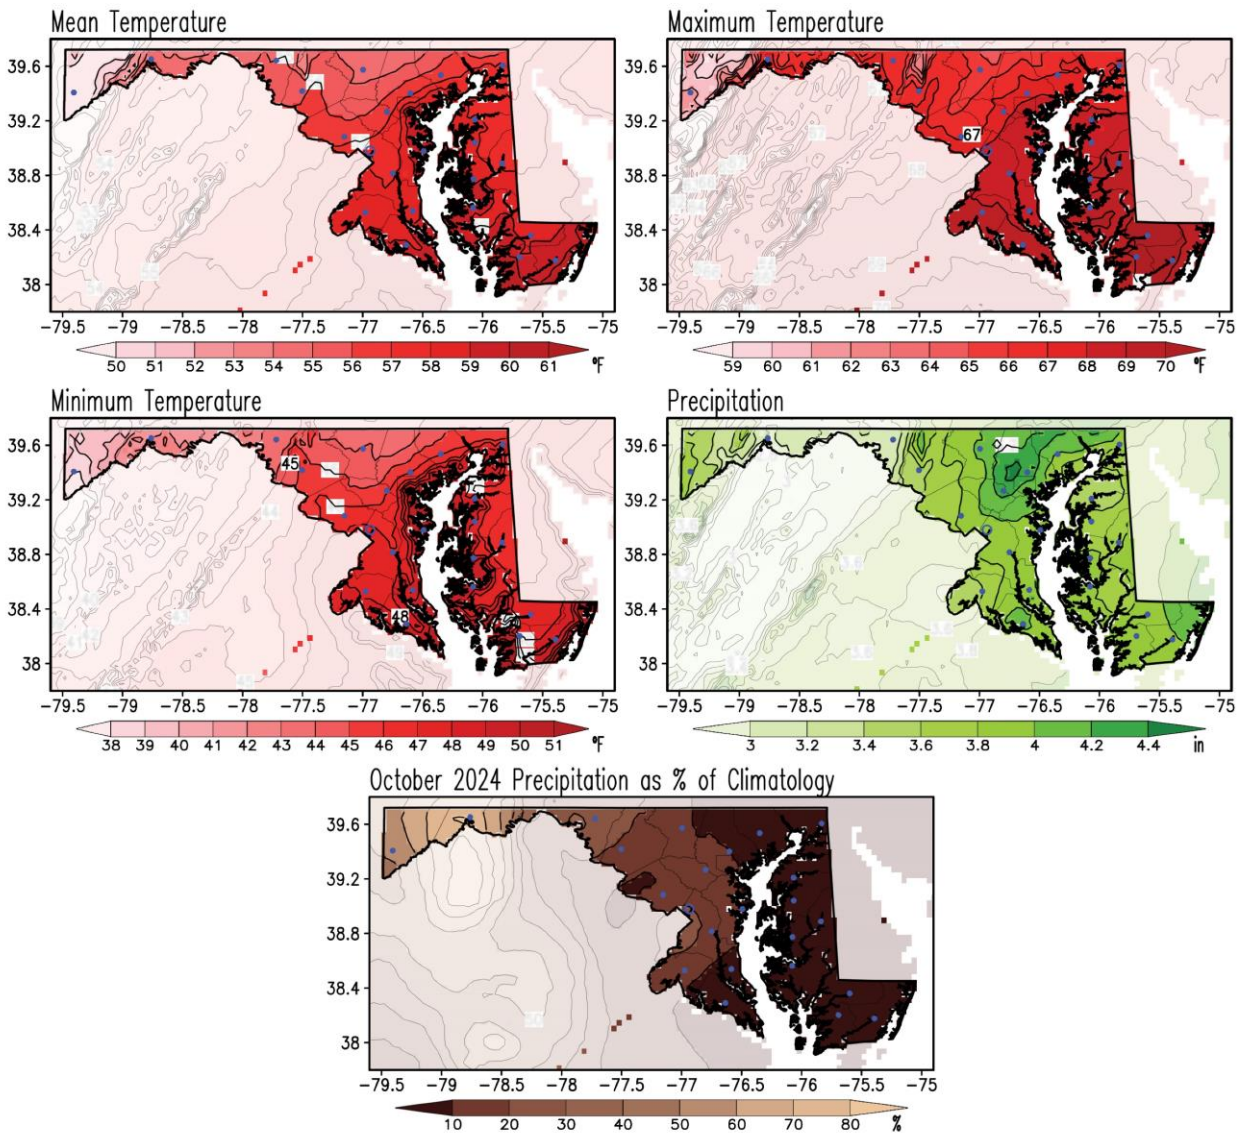 Mean Temperature
Maximum Temperature
39.6
39.2
38.8
38.4
38
39.6
39.2
38.8
38.4
38
67
−79.5 −79 −78.5 −78 −77.5 −77 −76.5 −76 −75.5 −75
−79.5 −79 −78.5 −78 −77.5 −77 −76.5 −76 −75.5 −75
50 51 52 53 54 55 56 57 58 59 60 61 °F
59 60 61 62 63 64 65 66 67 68 69 70 °F
Minimum Temperature
Precipitation
39.6
39.2
38.8
38.4
38
45
48
39.6
39.2
38.8
38.4
38
−79.5 −79 −78.5 −78 −77.5 −77 −76.5 −76 −75.5 −75
−79.5 −79 −78.5 −78 −77.5 −77 −76.5 −76 −75.5 −75
38 39 40 41 42 43 44 45 46 47 48 49 50 51 °F
3 3.2 3.4 3.6 3.8 4 4.2 4.4 in
October 2024 Precipitation as % of Climatology
39.6
39.2
38.8
38.4
38
−79.5 −79 −78.5 −78 −77.5 −77 −76.5 −76 −75.5 −75
10 20 30 40 50 60 70 80 %